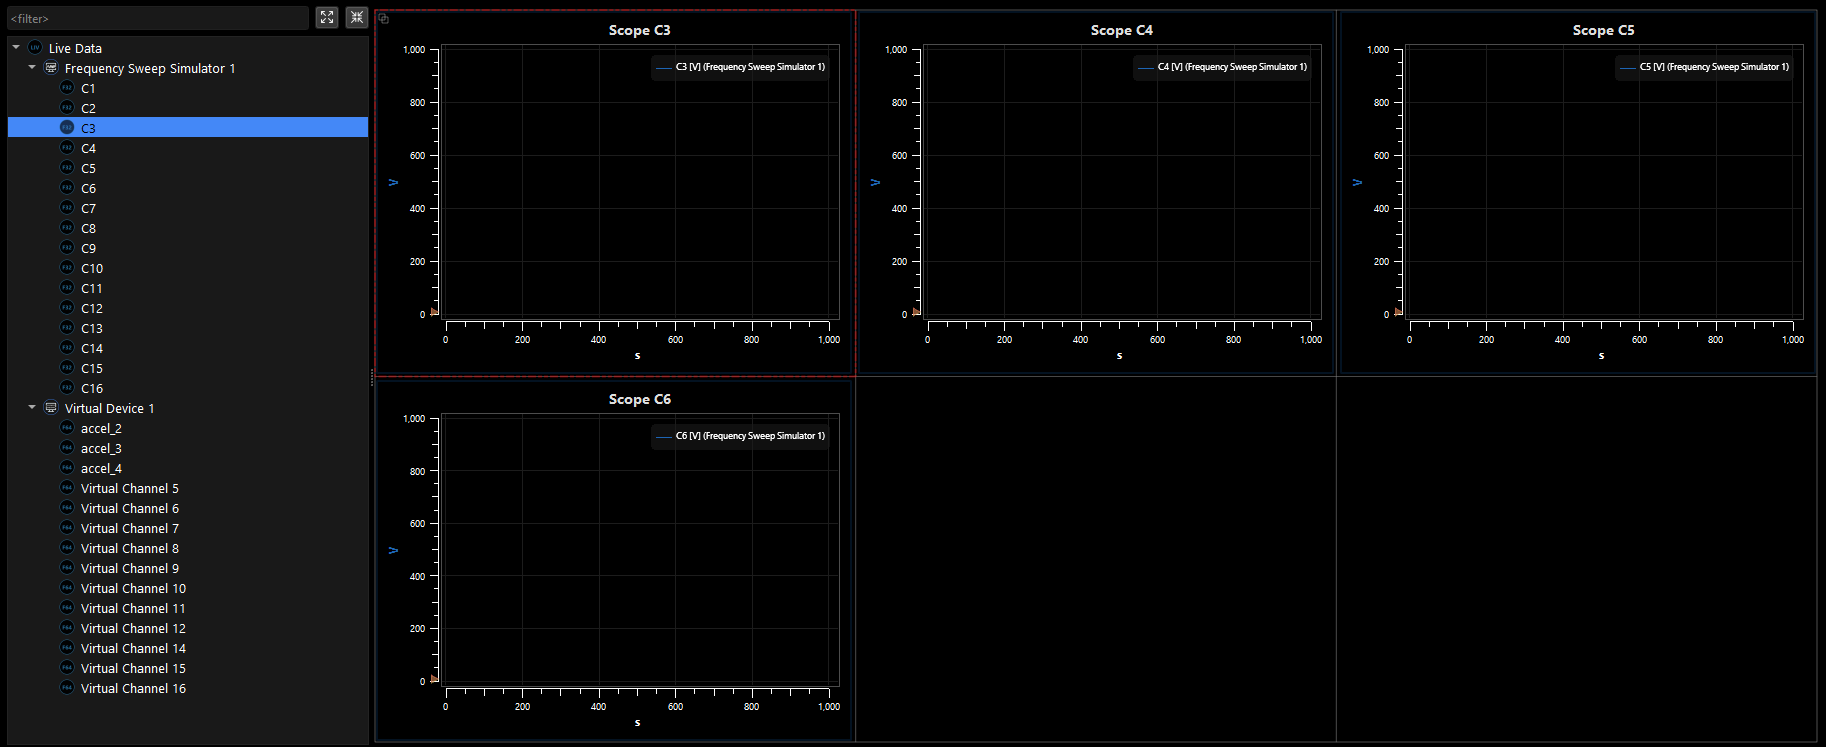 <filter>
Live Data
Frequency Sweep Simulator 1
C1
C2
C3
C4
C5
C6
C7
C8
C9
C10
C11
C12
C13
C14
C15
C16
Virtual Device 1
accel_2
accel_3
accel_4
Virtual Channel 5
Virtual Channel 6
Virtual Channel 7
Virtual Channel 8
Virtual Channel 9
Virtual Channel 10
Virtual Channel 11
Virtual Channel 12
Virtual Channel 14
Virtual Channel 15
Virtual Channel 16
Scope C3
C3 [V] (Frequency Sweep Simulator 1)
1,000
800
600
400
200
0
V
0 200 400 600 800 1,000
s
Scope C4
C4 [V] (Frequency Sweep Simulator 1)
1,000
800
600
400
200
0
V
0 200 400 600 800 1,000
s
Scope C5
C5 [V] (Frequency Sweep Simulator 1)
1,000
800
600
400
200
0
V
0 200 400 600 800 1,000
s
Scope C6
C6 [V] (Frequency Sweep Simulator 1)
1,000
800
600
400
200
0
V
0 200 400 600 800 1,000
s